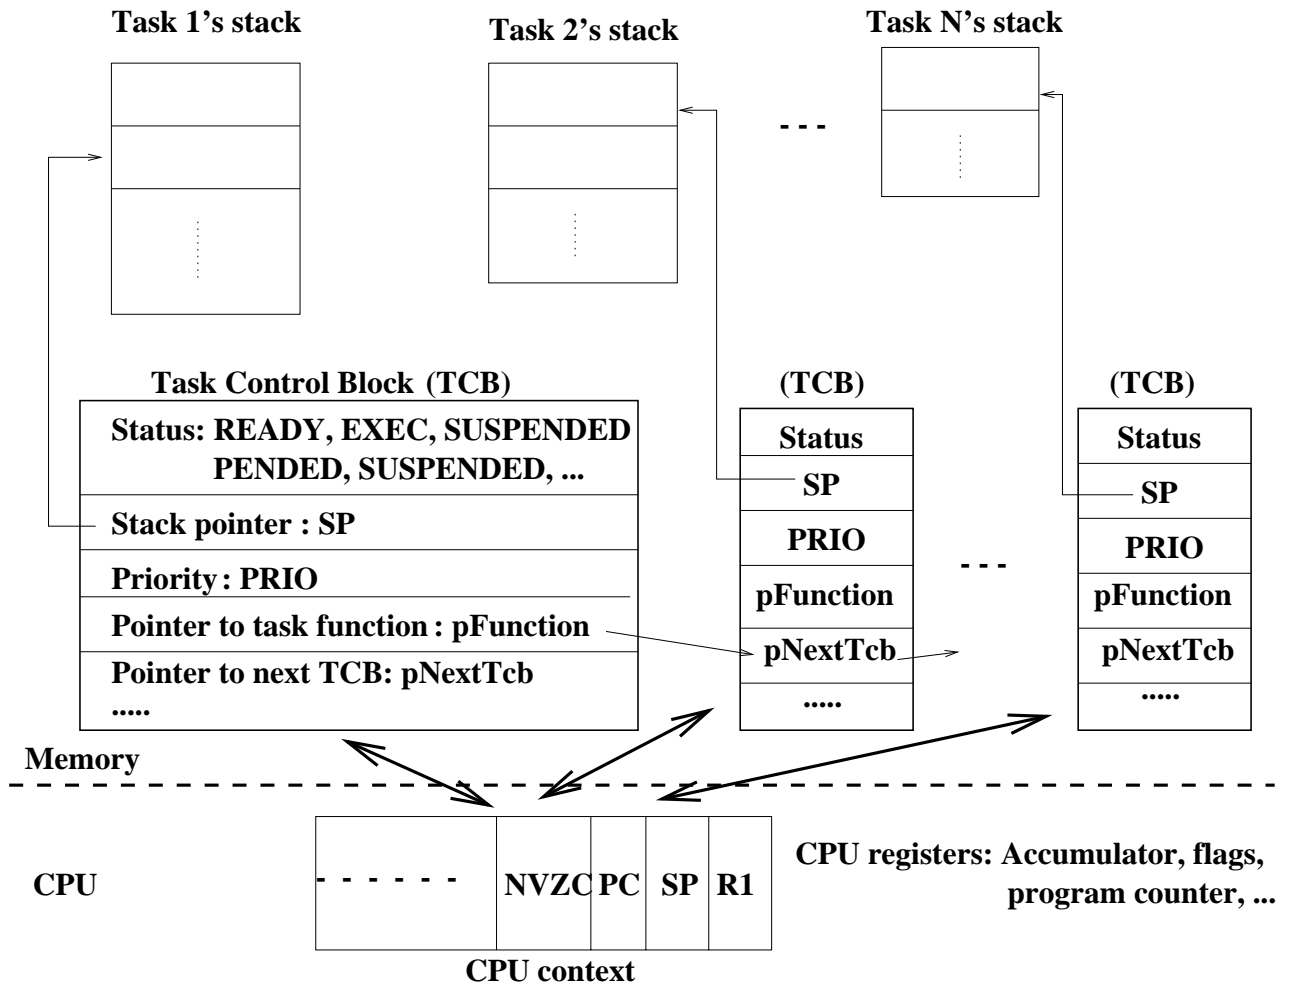 Task 1's stack
Task 2's stack
Task N's stack
- - -
Task Control Block (TCB)
Status: READY, EXEC, SUSPENDED
PENDED, SUSPENDED, ...
Stack pointer : SP
Priority : PRIO
Pointer to task function : pFunction
Pointer to next TCB: pNextTcb
.....
(TCB)
Status
SP
PRIO
pFunction
pNextTcb
.....
- - -
(TCB)
Status
SP
PRIO
pFunction
pNextTcb
.....
Memory
CPU
- - - - - - NVZC PC SP R1
CPU context
CPU registers: Accumulator, flags,
program counter, ...